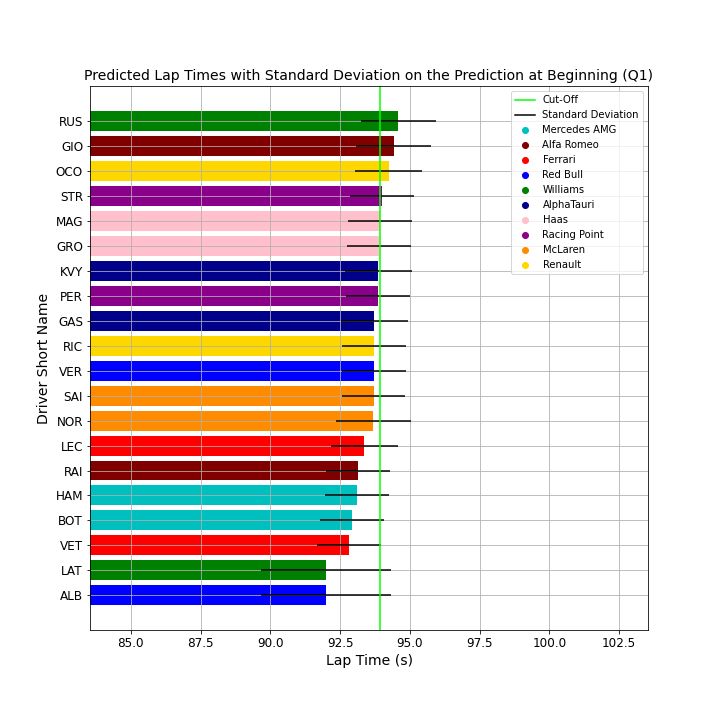 Predicted Lap Times with Standard Deviation on the Prediction at Beginning (Q1)
Cut-Off
Standard Deviation
Mercedes AMG
Alfa Romeo
Ferrari
Red Bull
Williams
AlphaTauri
Haas
Racing Point
McLaren
Renault
Driver Short Name
RUS
GIO
OCO
STR
MAG
GRO
KVY
PER
GAS
RIC
VER
SAI
NOR
LEC
RAI
HAM
BOT
VET
LAT
ALB
85.0 87.5 90.0 92.5 95.0 97.5 100.0 102.5
Lap Time (s)